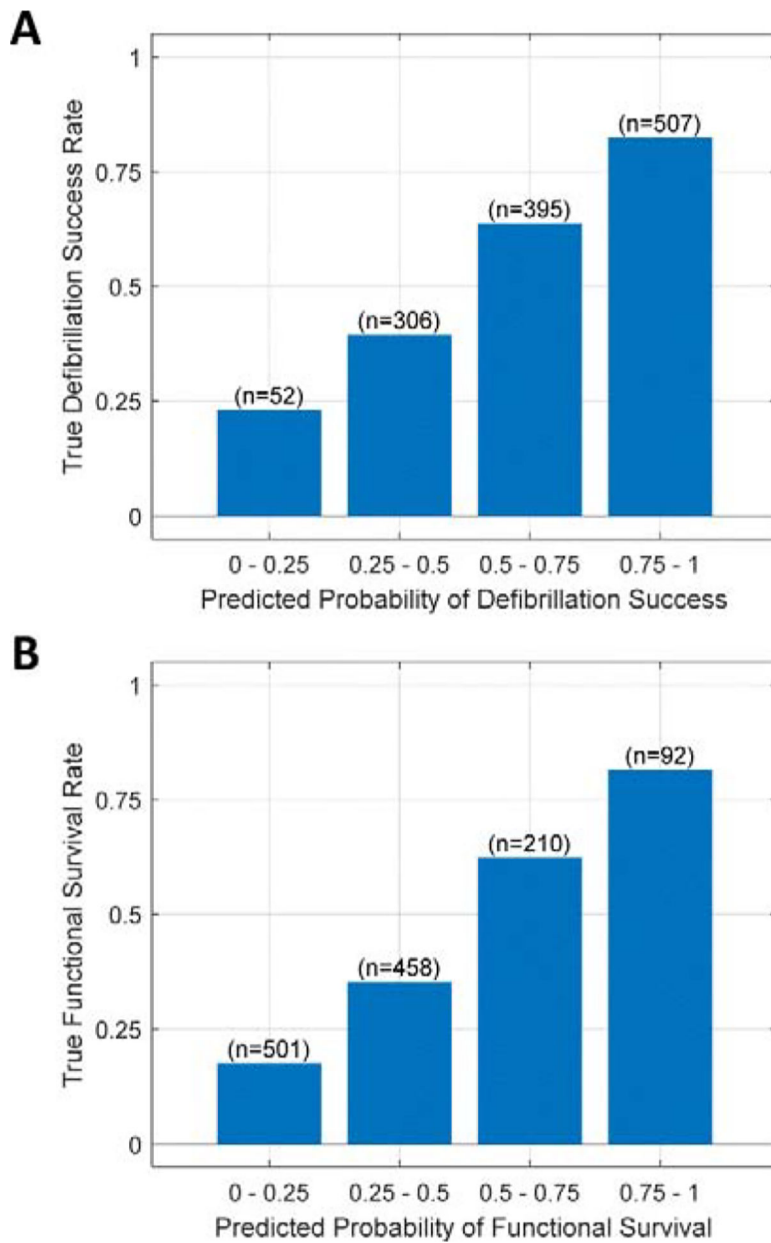 A
True Defibrillation Success Rate
1
0.75
0.5
0.25
0
(n=52)
(n=306)
(n=395)
(n=507)
0 - 0.25
0.25 - 0.5
0.5 - 0.75
0.75 - 1
Predicted Probability of Defibrillation Success
B
True Functional Survival Rate
1
0.75
0.5
0.25
0
(n=501)
(n=458)
(n=210)
(n=92)
0 - 0.25
0.25 - 0.5
0.5 - 0.75
0.75 - 1
Predicted Probability of Functional Survival